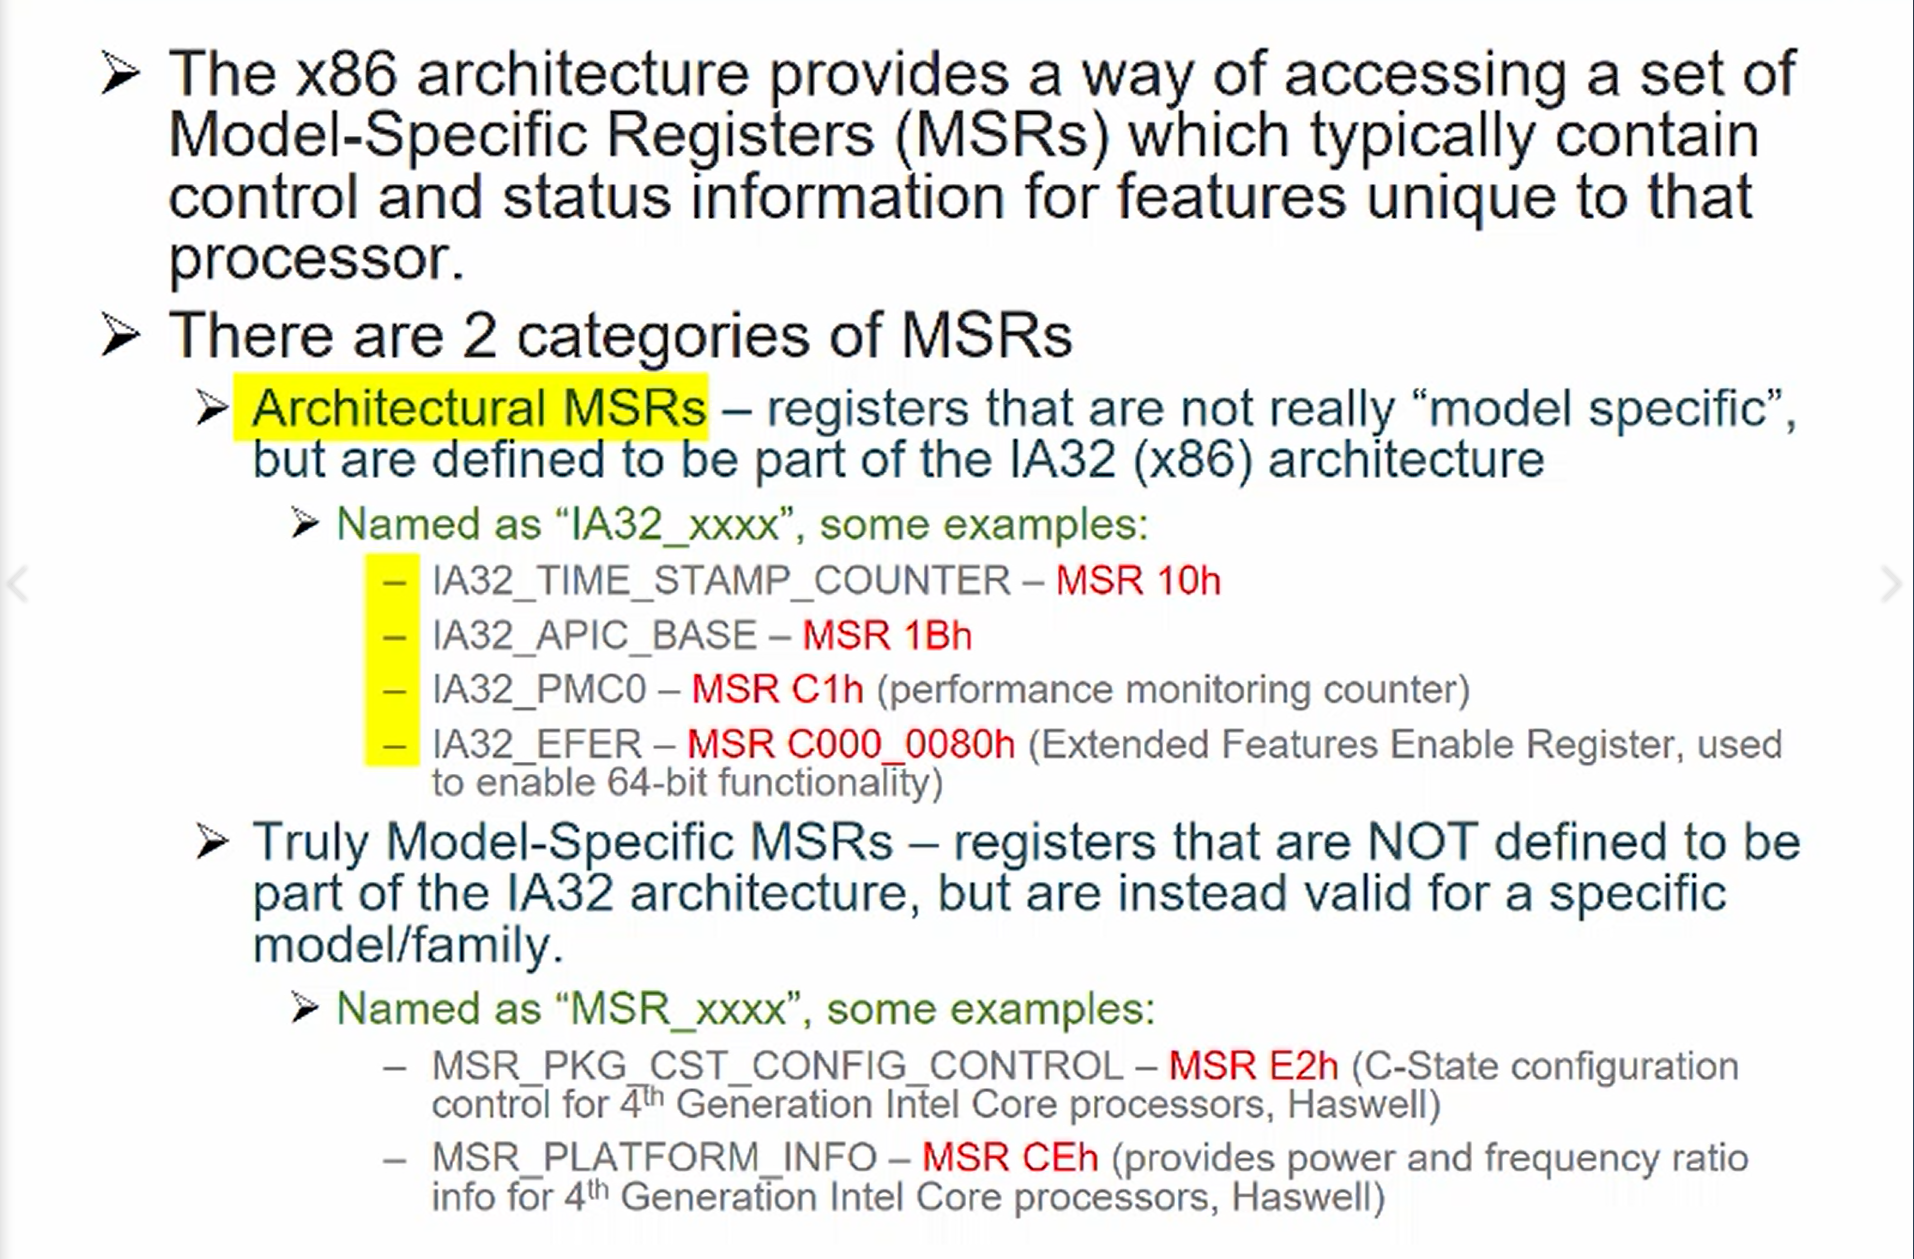 The x86 architecture provides a way of accessing a set of
Model-Specific Registers (MSRs) which typically contain
control and status information for features unique to that
processor.
There are 2 categories of MSRs
Architectural MSRs – registers that are not really “model specific”,
but are defined to be part of the IA32 (x86) architecture
Named as “IA32_xxxx”, some examples:
– IA32_TIME_STAMP_COUNTER – MSR 10h
– IA32_APIC_BASE – MSR 1Bh
– IA32_PMC0 – MSR C1h (performance monitoring counter)
– IA32_EFER – MSR C000_0080h (Extended Features Enable Register, used
to enable 64-bit functionality)
Truly Model-Specific MSRs – registers that are NOT defined to be
part of the IA32 architecture, but are instead valid for a specific
model/family.
Named as “MSR_xxxx”, some examples:
– MSR_PKG_CST_CONFIG_CONTROL – MSR E2h (C-State configuration
control for 4th Generation Intel Core processors, Haswell)
– MSR_PLATFORM_INFO – MSR CEh (provides power and frequency ratio
info for 4th Generation Intel Core processors, Haswell)